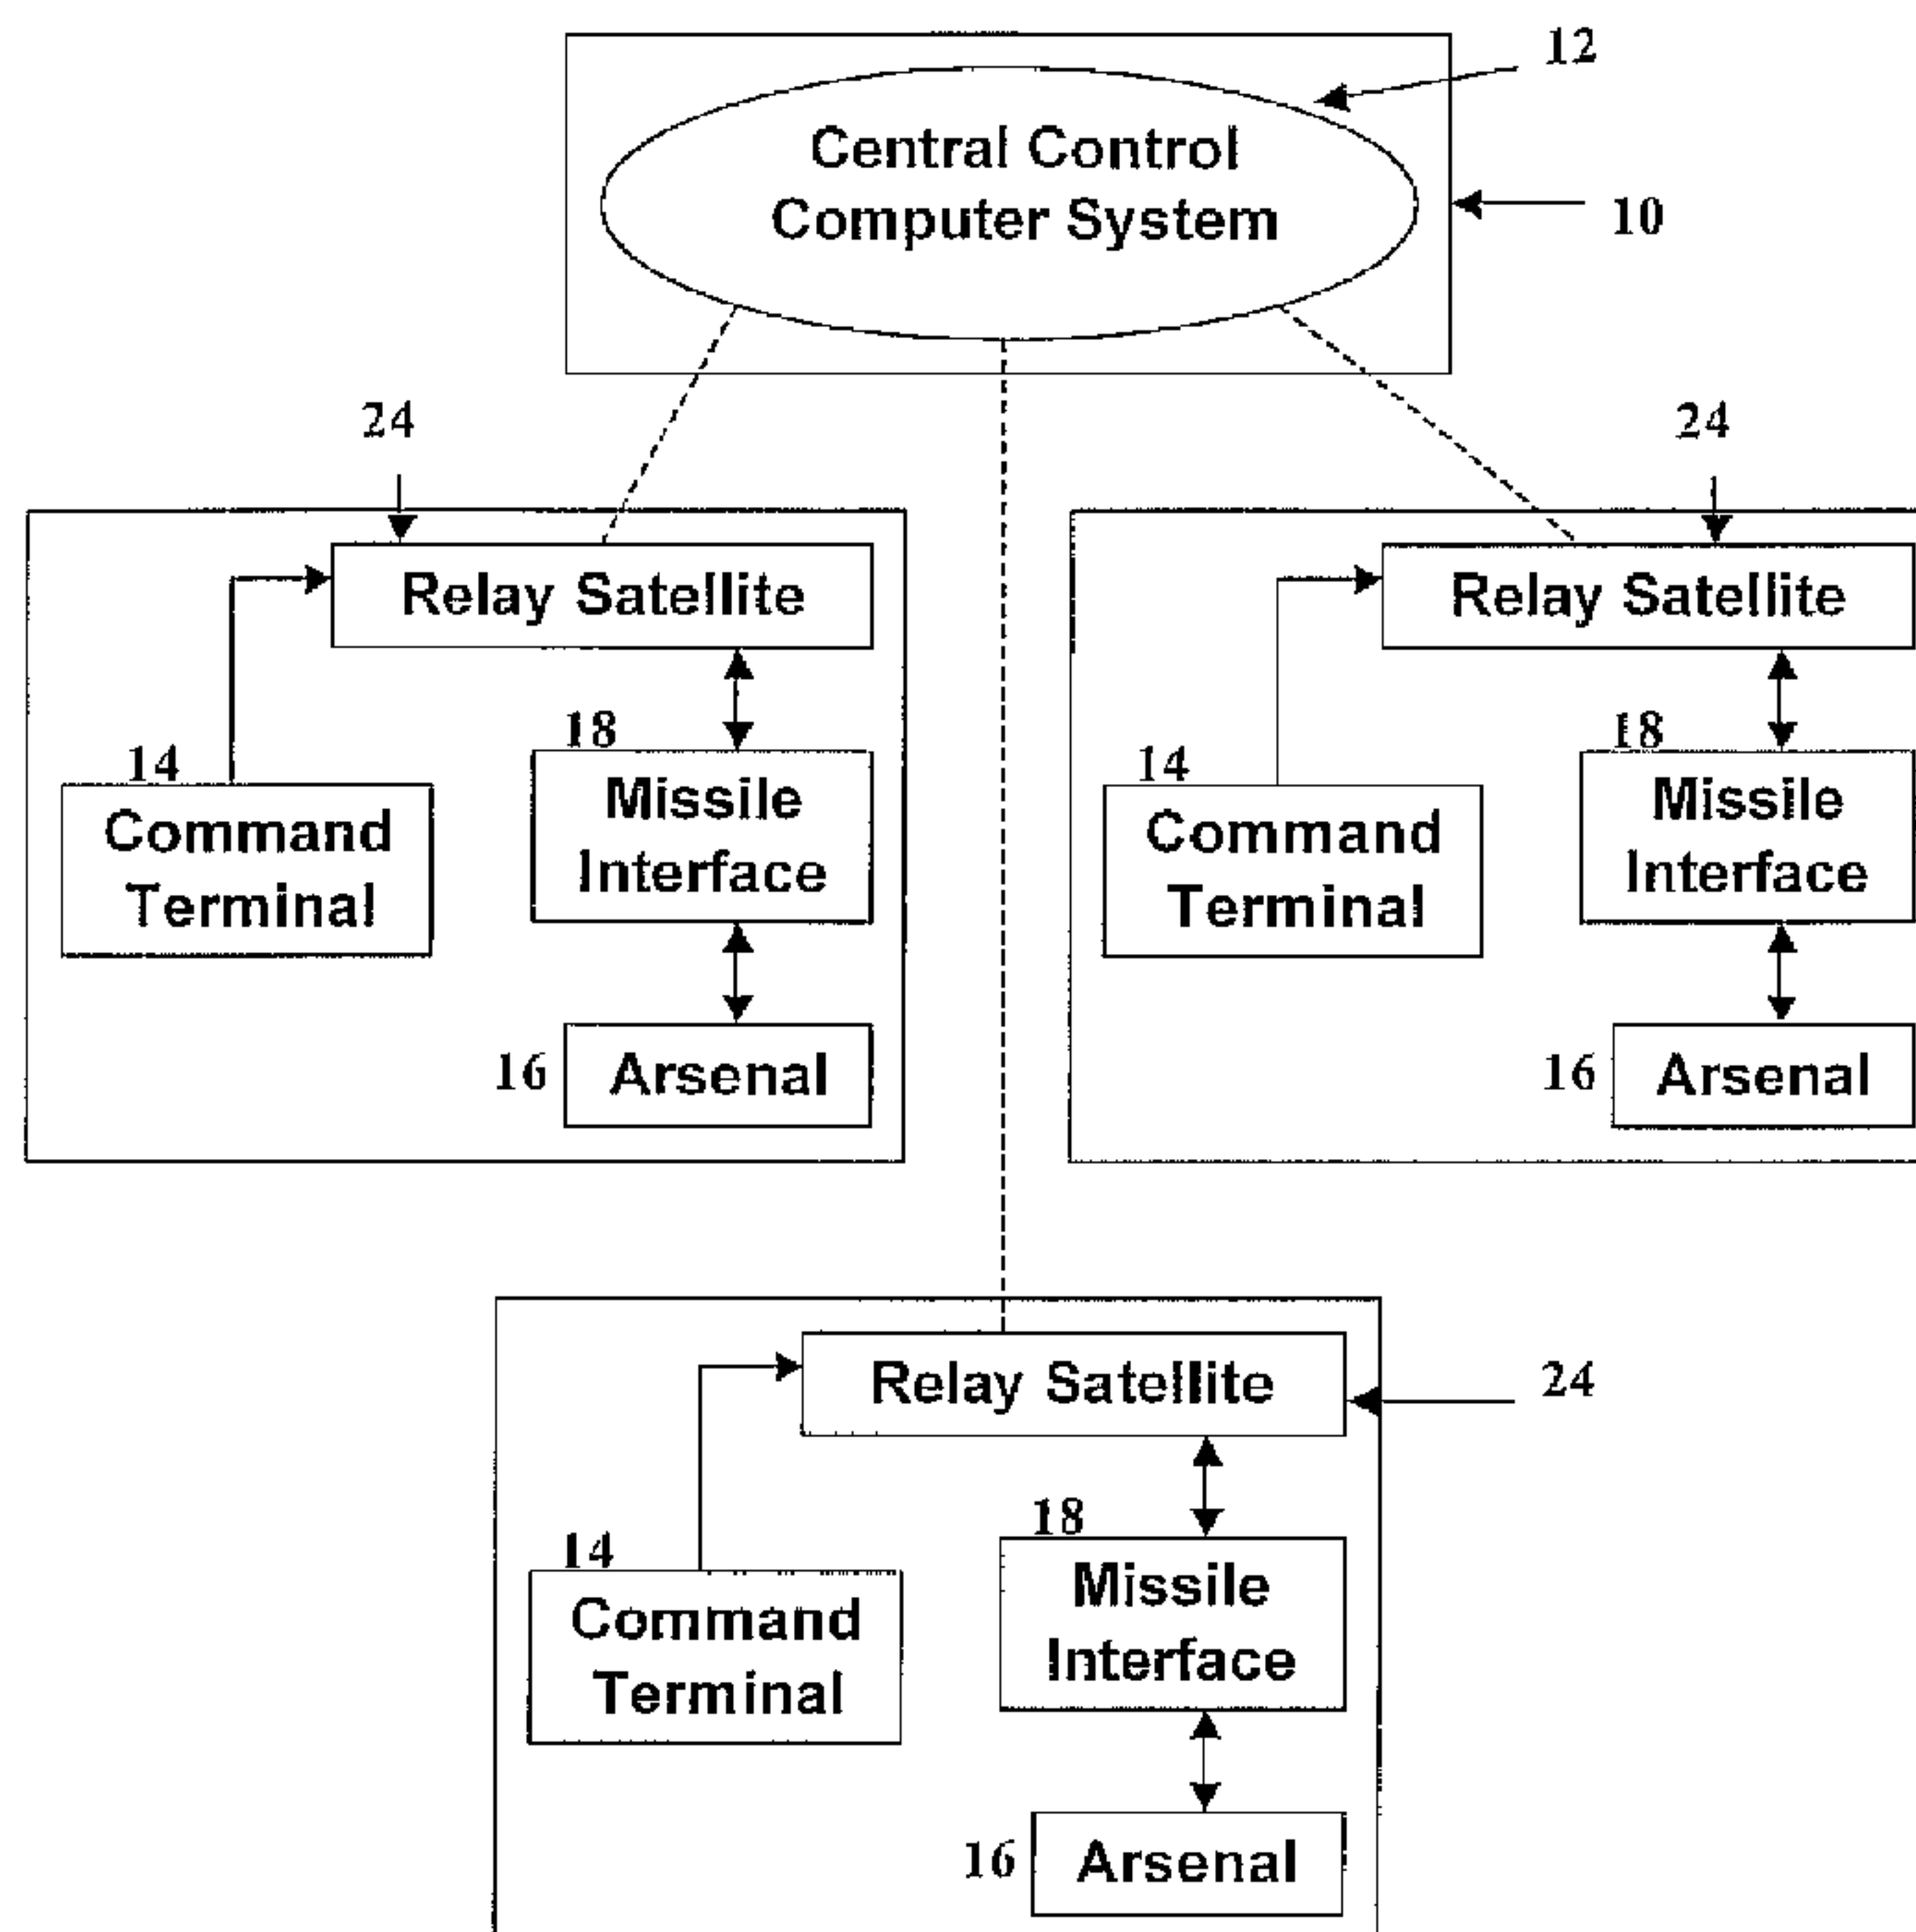 12
Central Control
Computer System
10
24
24
Relay Satellite
Relay Satellite
18
18
14
14
Missile
Interface
Missile
Interface
Command
Terminal
Command
Terminal
16
Arsenal
16
Arsenal
Relay Satellite
24
18
14
Missile
Interface
Command
Terminal
16
Arsenal